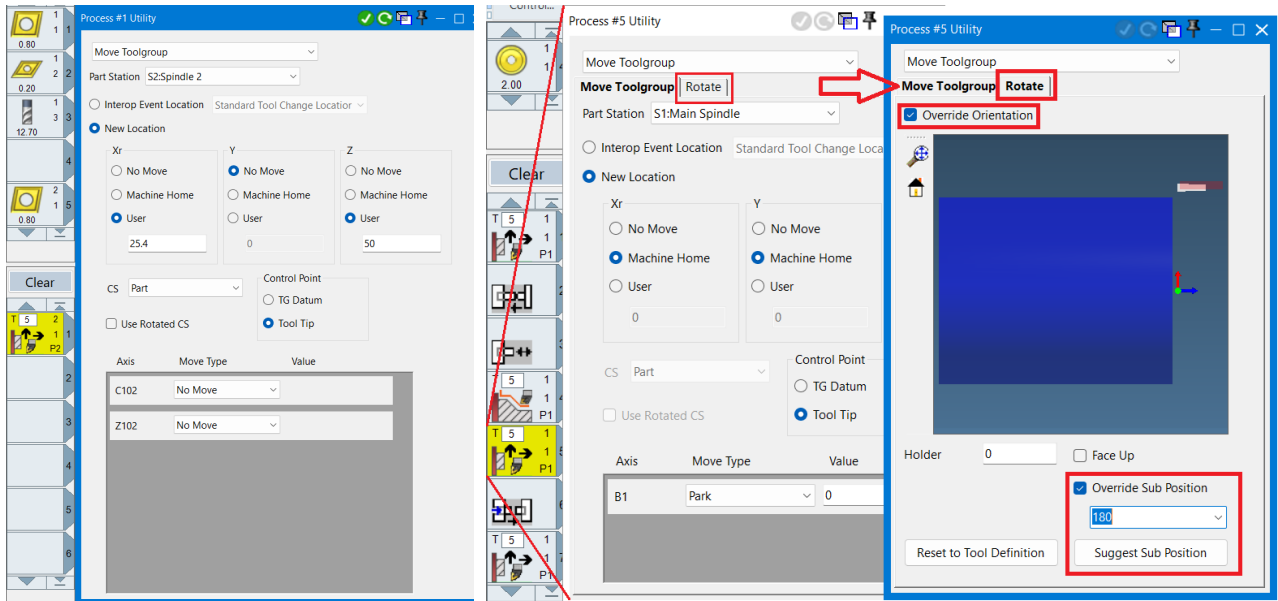 1
1
0.80
1
2
2
0.20
1
3
3
12.70
4
2
1
5
0.80
Clear
T 5 2
1
1
P2
2
3
4
5
6
Process #1 Utility
Move Toolgroup
Part Station S2:Spindle 2
Interop Event Location Standard Tool Change Locatior
New Location
Xr Y Z
No Move No Move No Move
Machine Home Machine Home Machine Home
User User User
25.4 0 50
CS Part
Control Point
TG Datum
Use Rotated CS
Tool Tip
Axis Move Type Value
C102 No Move
Z102 No Move
Control...
1
1
2.00
Clear
T 5 1
1
P1
5 1
1
P1
T 5 1
1
P1
T 5 1
1
P1
Process #5 Utility
Move Toolgroup
Move Toolgroup Rotate
Part Station S1:Main Spindle
Interop Event Location Standard Tool Change Loca
New Location
Xr Y
No Move No Move
Machine Home Machine Home
User User
0 0
CS Part
Control Point
TG Datum
Use Rotated CS
Tool Tip
Axis Move Type Value
B1 Park 0
Process #5 Utility
Move Toolgroup
Move Toolgroup Rotate
Override Orientation
Holder 0
Face Up
Override Sub Position
180
Reset to Tool Definition
Suggest Sub Position